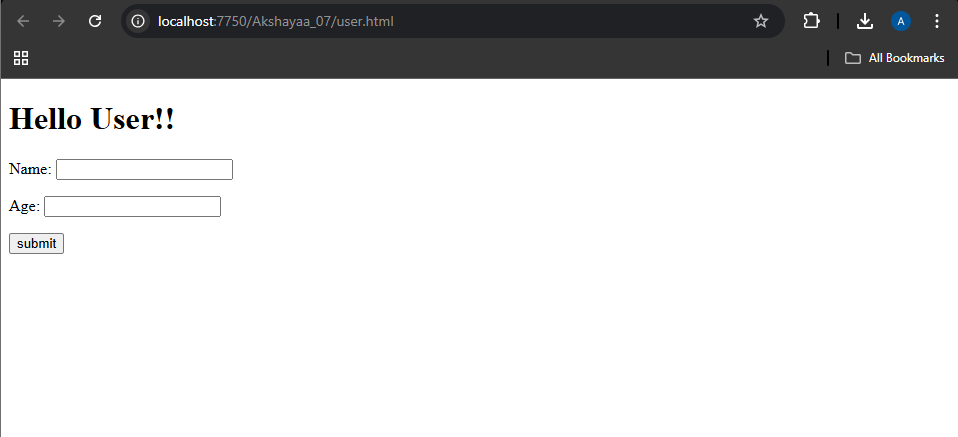 localhost:7750/Akshayaa_07/user.html
A
All Bookmarks
Hello User!!
Name:
Age:
submit